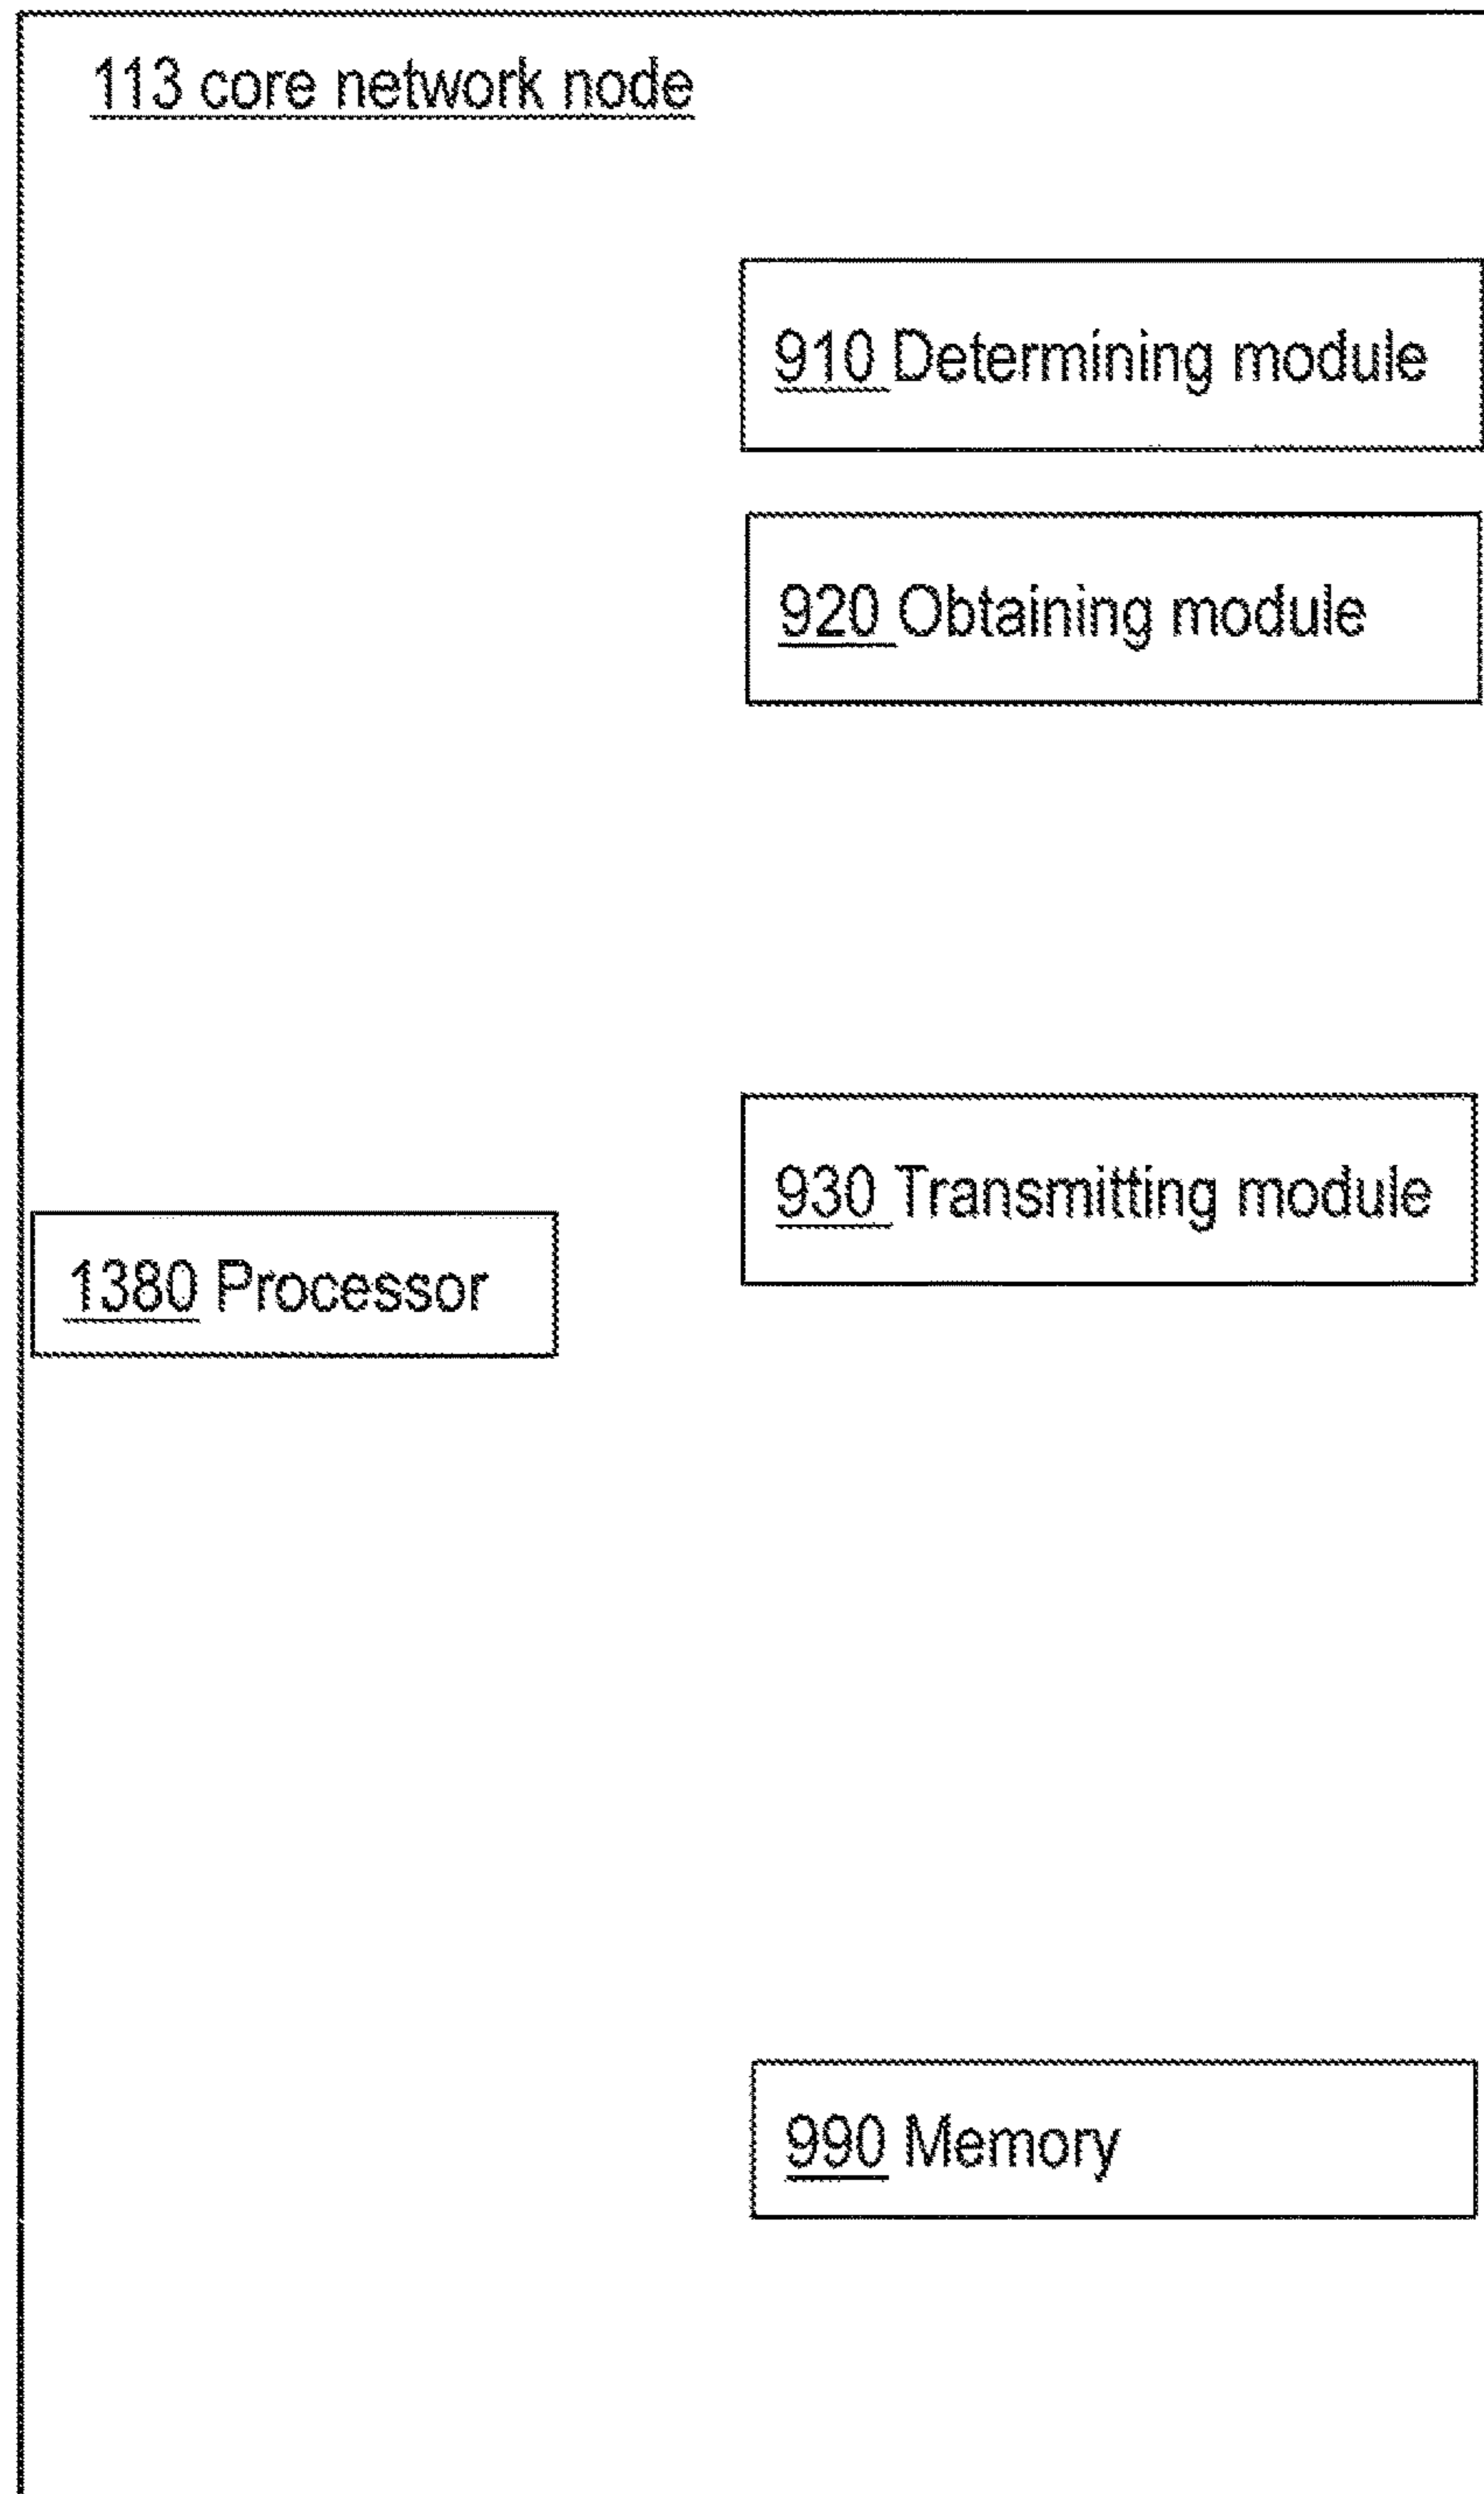 113 core network node
910 Determining module
920 Obtaining module
930 Transmitting module
1380 Processor
990 Memory